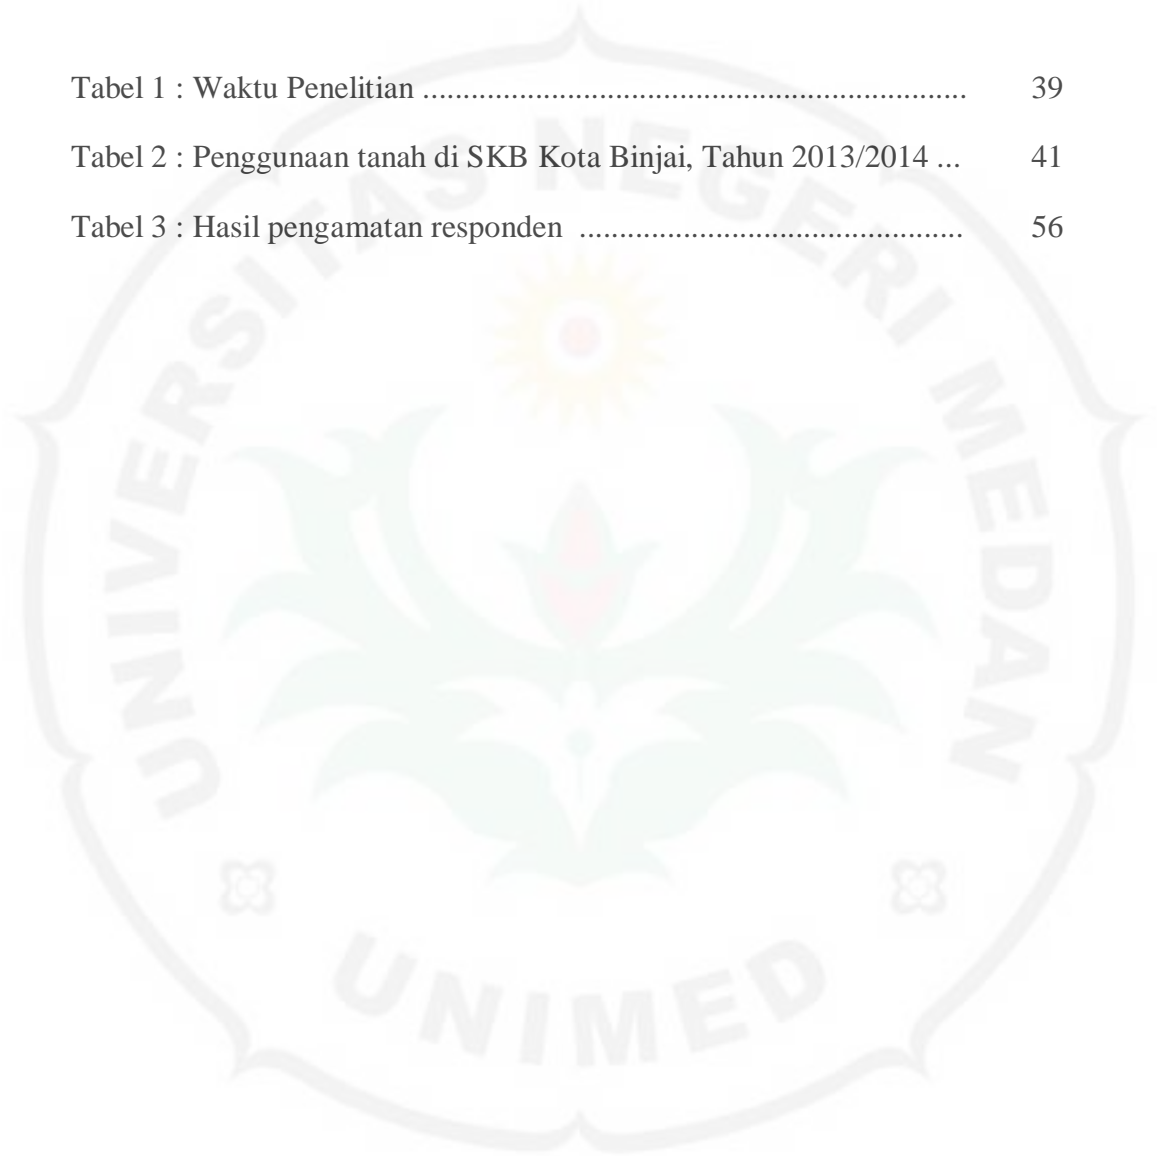 Tabel 1 : Waktu Penelitian .................................................................... 39
Tabel 2 : Penggunaan tanah di SKB Kota Binjai, Tahun 2013/2014 ... 41
Tabel 3 : Hasil pengamatan responden ................................................ 56
UNIVERSITAS NEGERI MEDAN
UNIMED